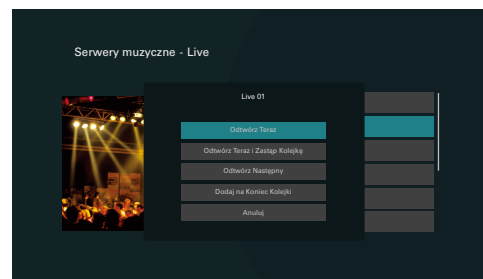 Serwery muzyczne - Live
Live 01
Odtwórz Teraz
Odtwórz Teraz i Zastąp Kolejkę
Odtwórz Następny
Dodaj na Koniec Kolejki
Anuluj